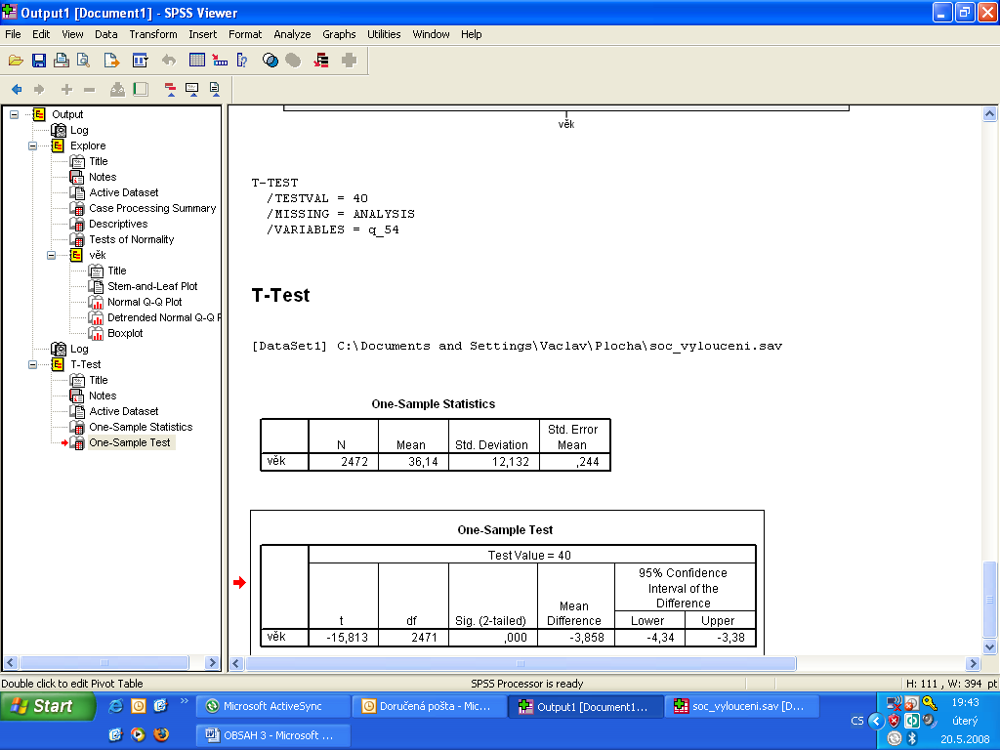 Output1 [Document1] - SPSS Viewer
File Edit View Data Transform Insert Format Analyze Graphs Utilities Window Help
Output
Log
Explore
Title
Notes
Active Dataset
Case Processing Summary
Descriptives
Tests of Normality
věk
Title
Stem-and-Leaf Plot
Normal Q-Q Plot
Detrended Normal Q-Q P
Boxplot
Log
T-Test
Title
Notes
Active Dataset
One-Sample Statistics
One-Sample Test
věk
T-TEST
/TESTVAL = 40
/MISSING = ANALYSIS
/VARIABLES = q_54
T-Test
[DataSet1] C:\Documents and Settings\Vaclav\Plocha\soc_vylouceni.sav
One-Sample Statistics
N Mean Std. Deviation Std. Error Mean
věk 2472 36,14 12,132 ,244
One-Sample Test
Test Value = 40
95% Confidence Interval of the Difference
t df Sig. (2-tailed) Mean Difference Lower Upper
věk -15,813 2471 ,000 -3,858 -4,34 -3,38
Double click to edit Pivot Table SPSS Processor is ready H: 111 , W: 394 pt
Start Microsoft ActiveSync Doručená pošta - Mic... Output1 [Document1... soc_vylouceni.sav [D... 19:43
CS úterý
OBSAH 3 - Microsoft ... 20.5.2008